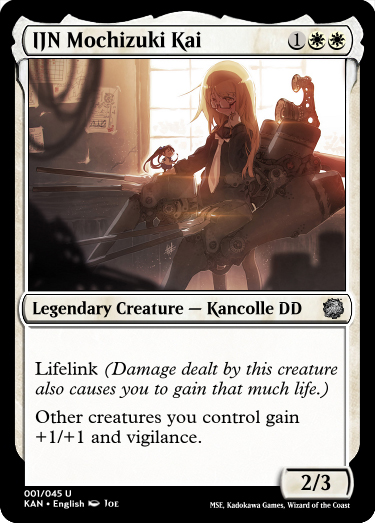 IJN Mochizuki Kai 1
Legendary Creature — Kancolle DD
Lifelink (Damage dealt by this creature
also causes you to gain that much life.)
Other creatures you control gain
+1/+1 and vigilance.
2/3
001/045 U
KAN • English JOE
MSE, Kadokawa Games, Wizard of the Coast